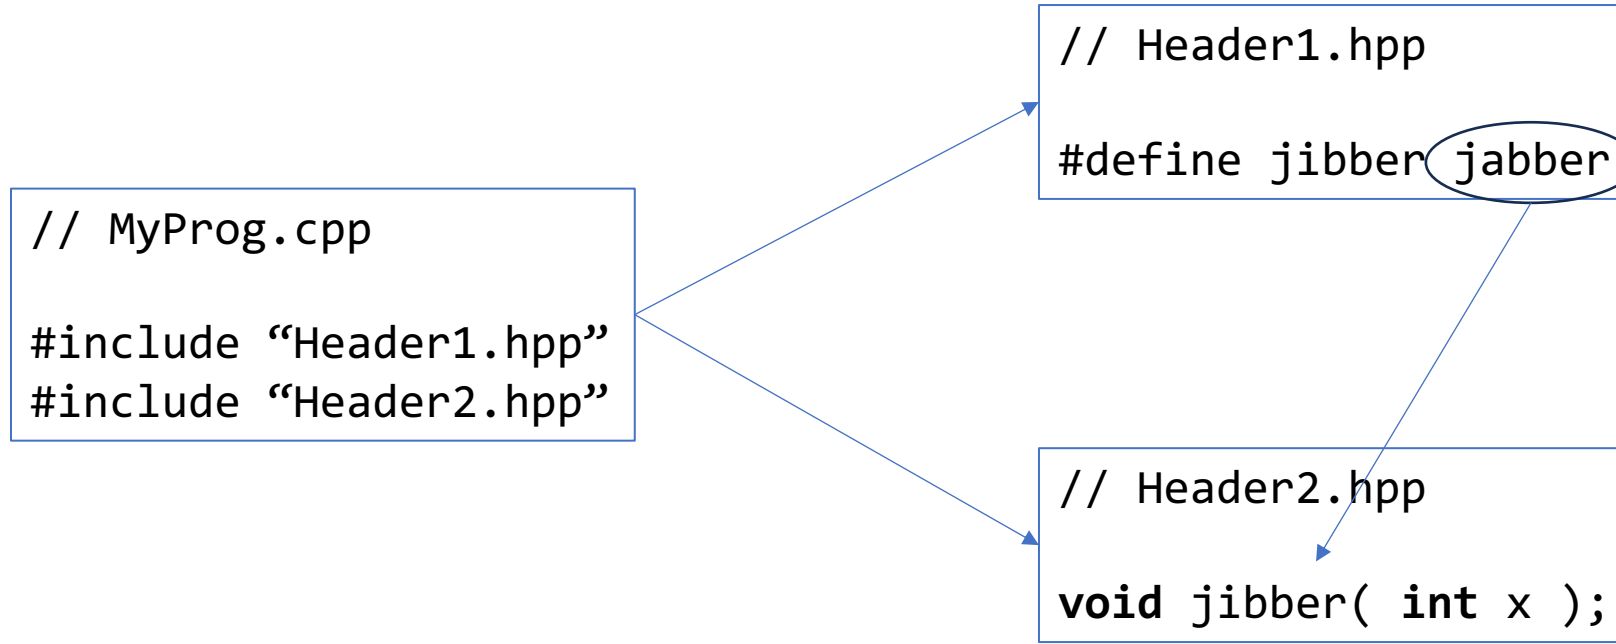 // MyProg.cpp
#include “Header1.hpp”
#include “Header2.hpp”
// Header1.hpp
#define jibber jabber
// Header2.hpp
void jibber( int x );